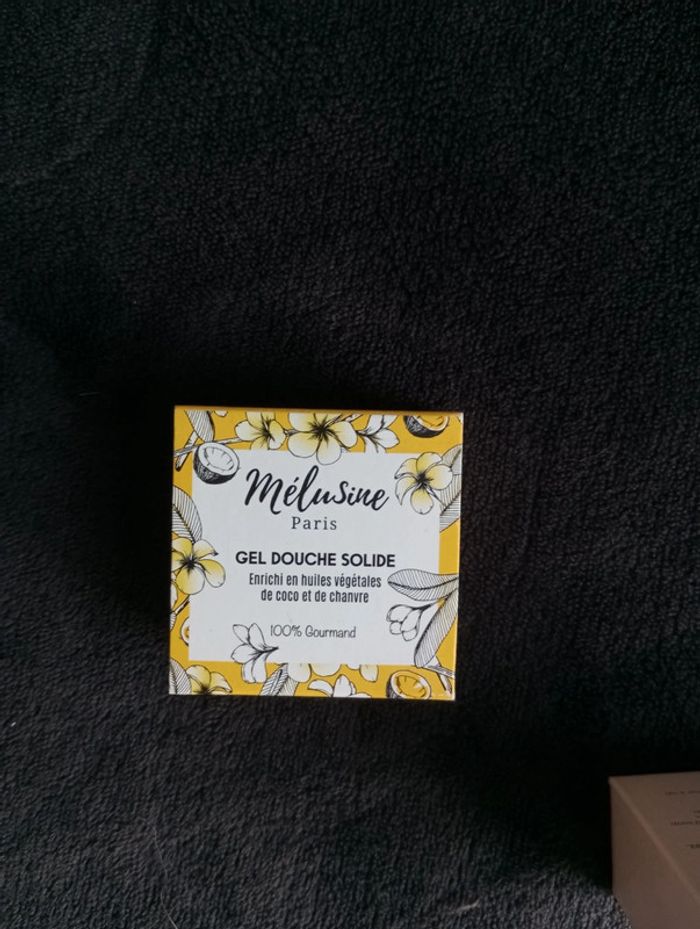 Mélusine
Paris
GEL DOUCHE SOLIDE
Enrichi en huiles végétales
de coco et de chanvre
100% Gourmand